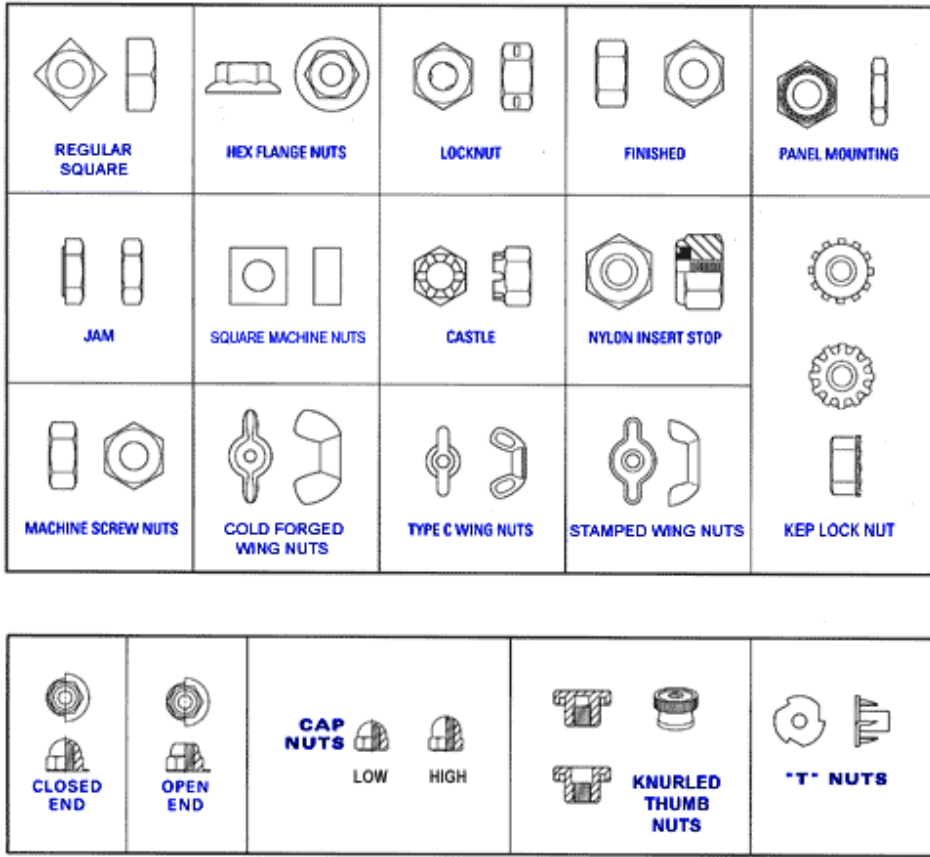 REGULAR
SQUARE
HEX FLANGE NUTS
LOCKNUT
FINISHED
PANEL MOUNTING
JAM
SQUARE MACHINE NUTS
CASTLE
NYLON INSERT STOP
MACHINE SCREW NUTS
COLD FORGED
WING NUTS
TYPE C WING NUTS
STAMPED WING NUTS
KEP LOCK NUT
CLOSED
END
OPEN
END
CAP
NUTS
LOW
HIGH
KNURLED
THUMB
NUTS
"T" NUTS